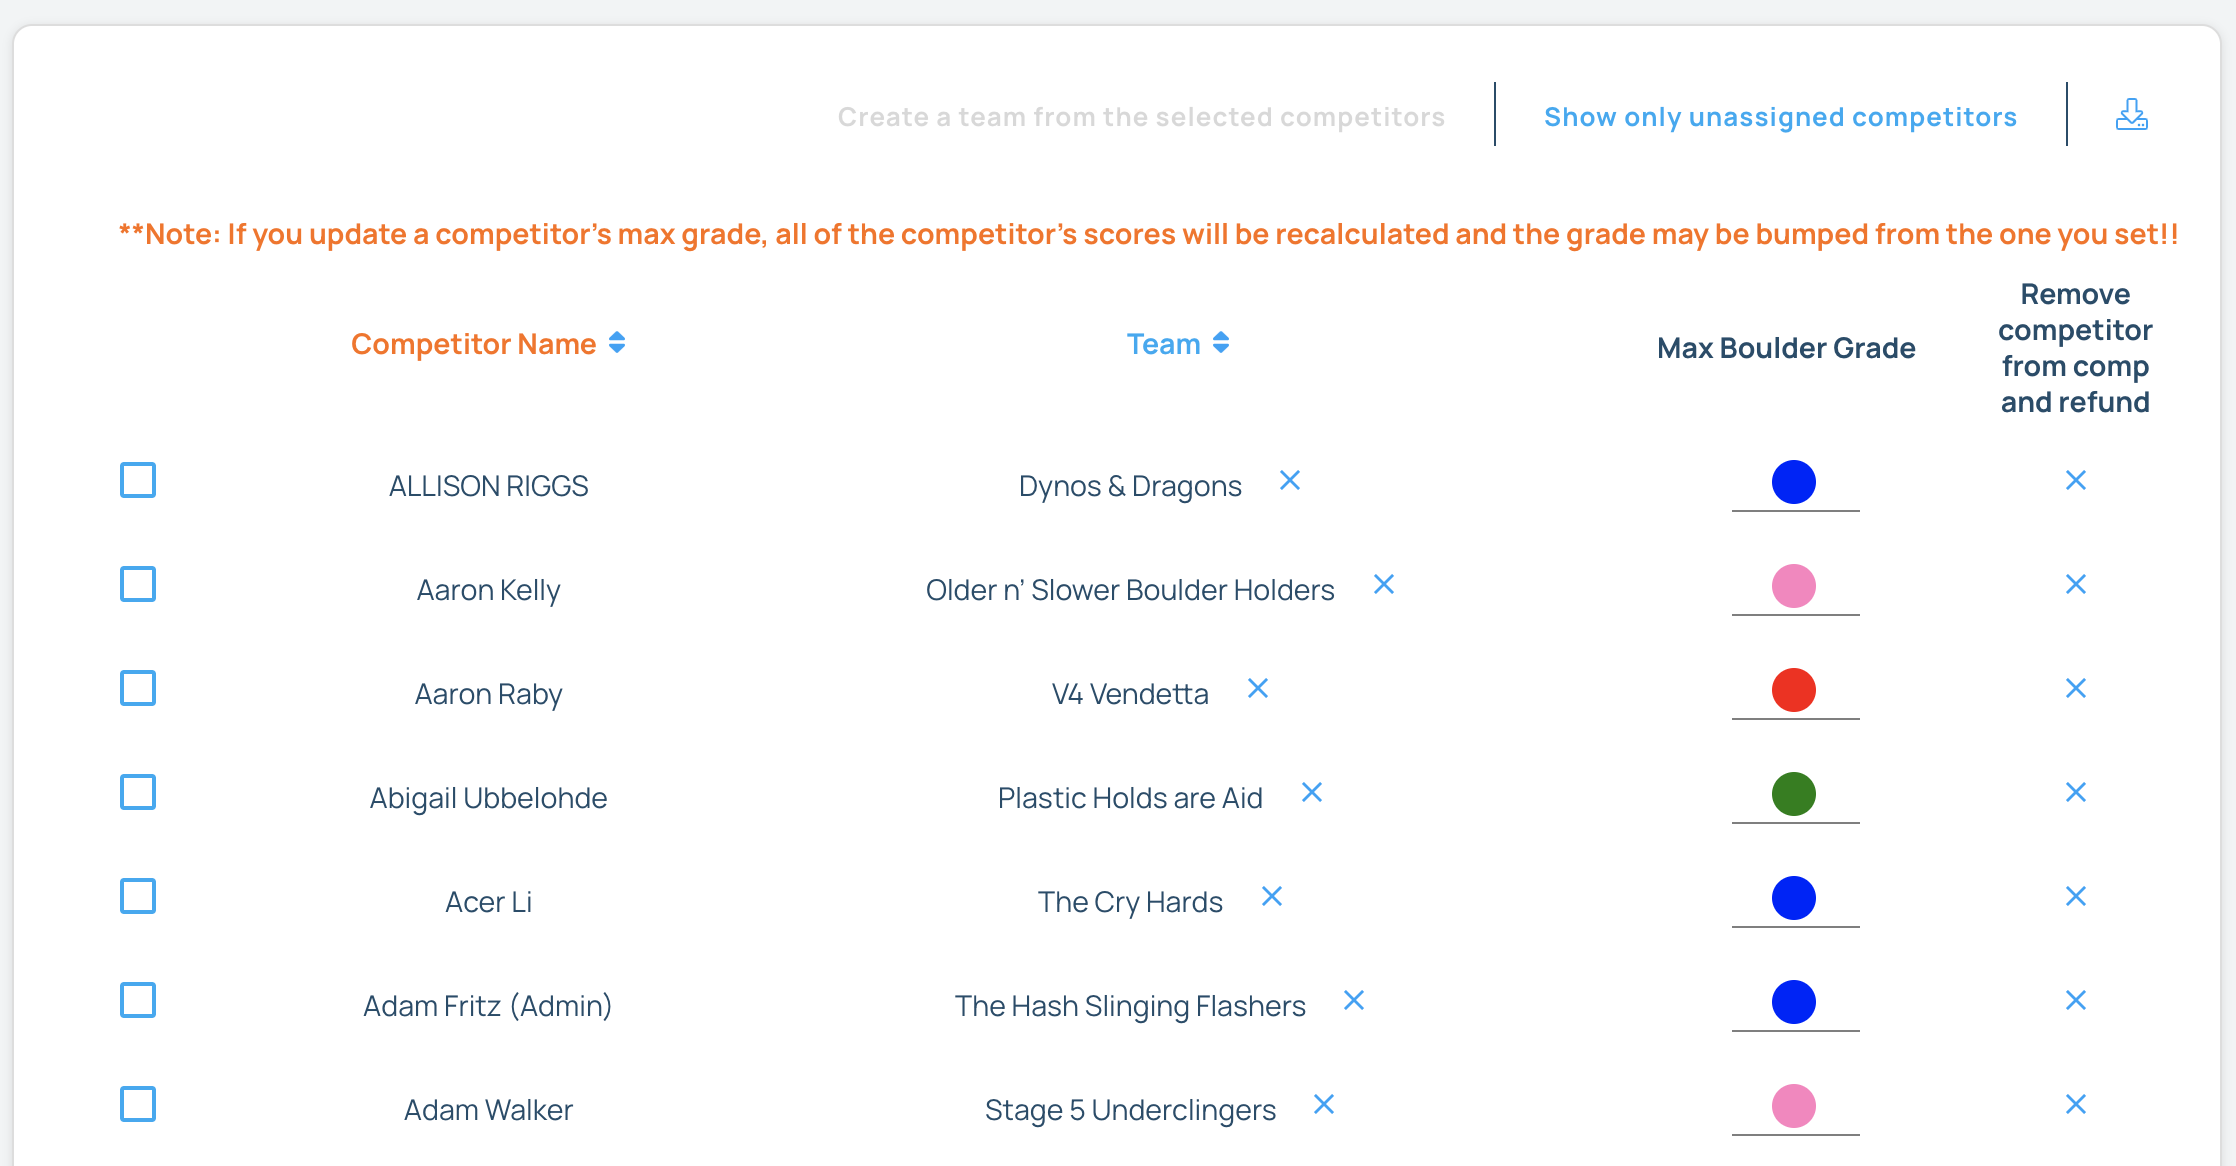 Create a team from the selected competitors
Show only unassigned competitors
**Note: If you update a competitor's max grade, all of the competitor's scores will be recalculated and the grade may be bumped from the one you set!!
Competitor Name
Team
Max Boulder Grade
Remove
competitor
from comp
and refund
ALLISON RIGGS
Dynos & Dragons
Aaron Kelly
Older n’ Slower Boulder Holders
Aaron Raby
V4 Vendetta
Abigail Ubbelohde
Plastic Holds are Aid
Acer Li
The Cry Hards
Adam Fritz (Admin)
The Hash Slinging Flashers
Adam Walker
Stage 5 Underclingers